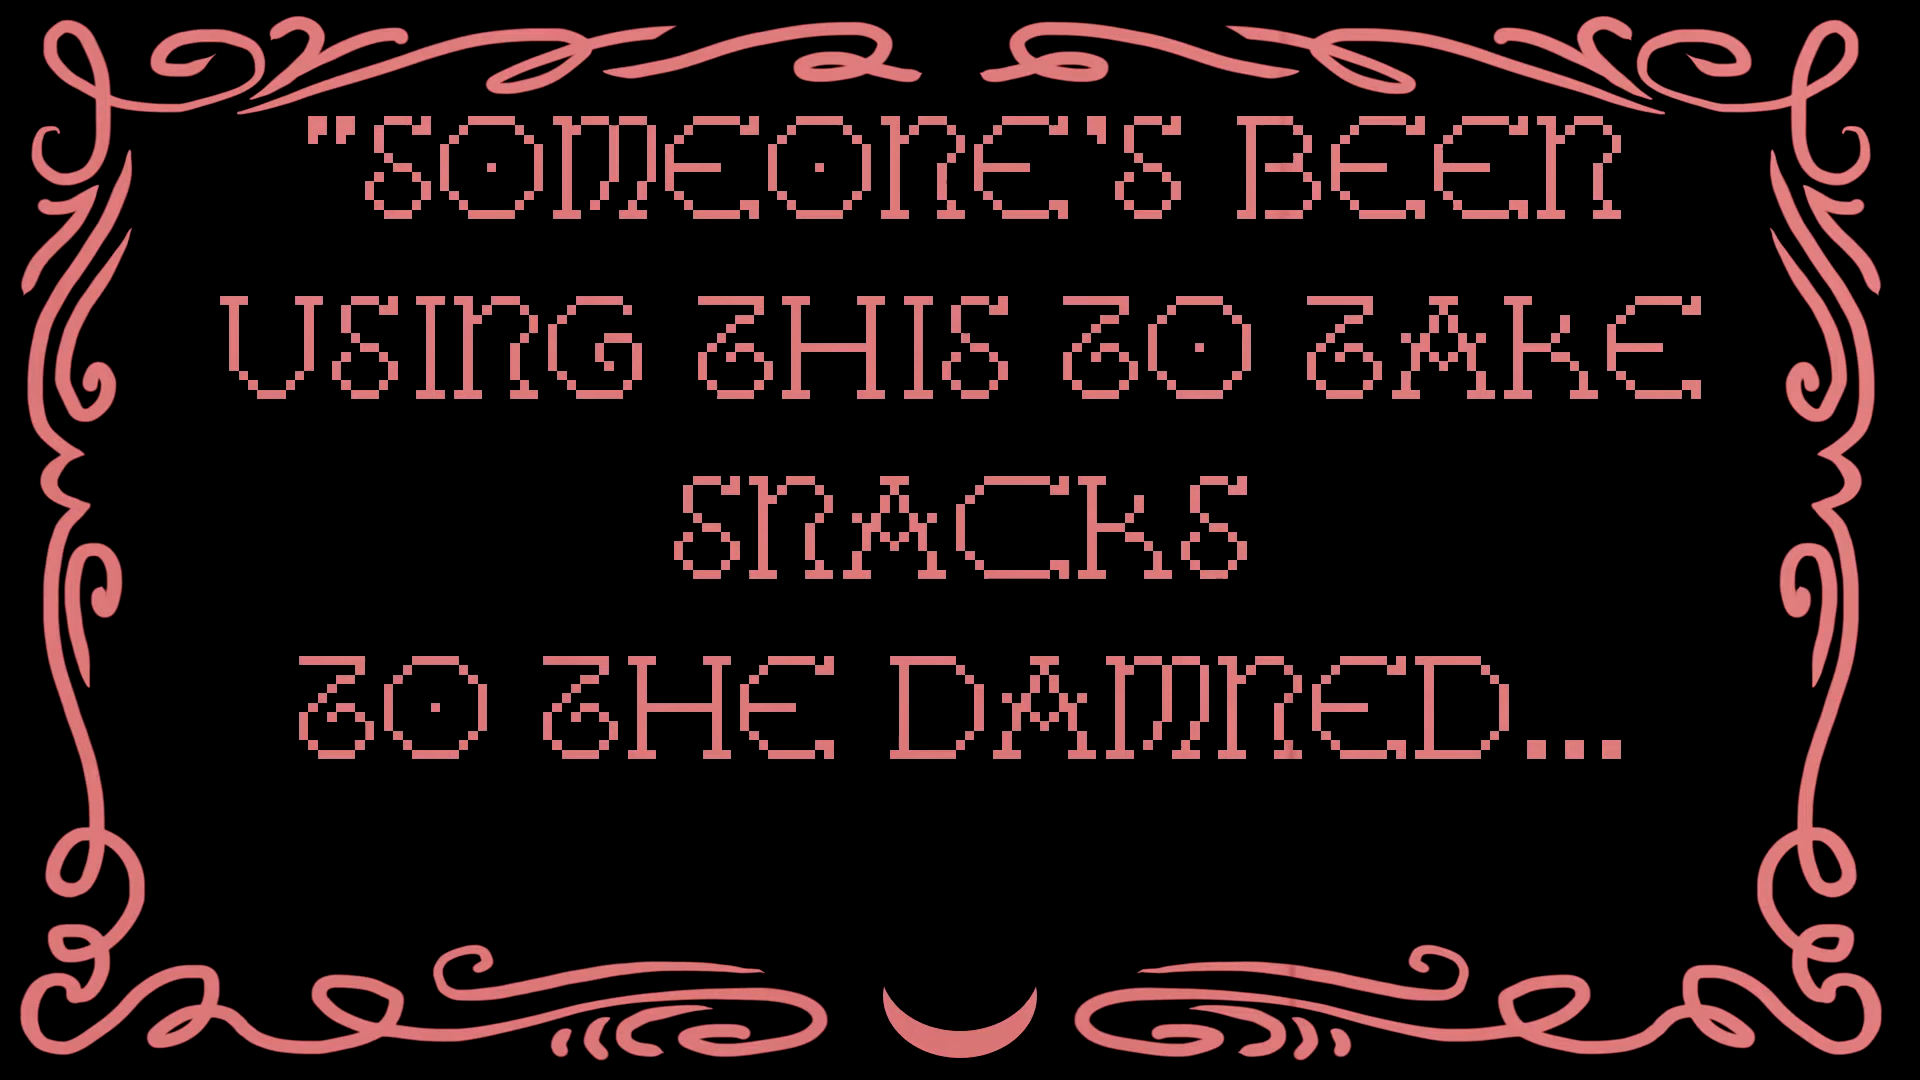 "SOMEONE'S BEEN
USING THIS TO TAKE
SNACKS
TO THE DAMNED...